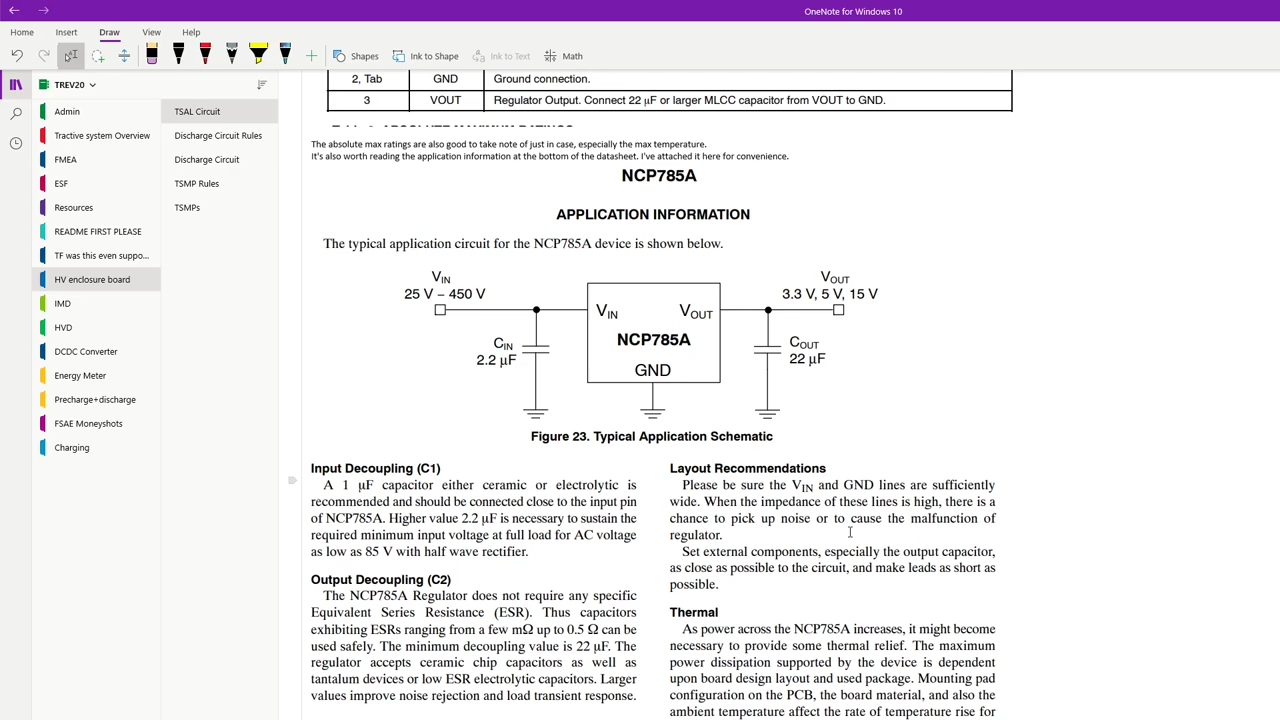 OneNote for Windows 10
Home Insert Draw View Help
Shapes Ink to Shape Ink to Text Math
TREV20
Admin
Tractive system Overview
FMEA
ESF
Resources
README FIRST PLEASE
TF was this even suppo...
HV enclosure board
IMD
HVD
DCDC Converter
Energy Meter
Precharge+discharge
FSAE Moneyshots
Charging
TSAL Circuit
Discharge Circuit Rules
Discharge Circuit
TSMP Rules
TSMPs
2, Tab GND Ground connection.
3 VOUT Regulator Output. Connect 22 μF or larger MLCC capacitor from VOUT to GND.
The absolute max ratings are also good to take note of just in case, especially the max temperature.
It's also worth reading the application information at the bottom of the datasheet. I've attached it here for convenience.
NCP785A
APPLICATION INFORMATION
The typical application circuit for the NCP785A device is shown below.
VIN
25 V – 450 V
VOUT
3.3 V, 5 V, 15 V
VIN VOUT
NCP785A
GND
CIN
2.2 μF
COUT
22 μF
Figure 23. Typical Application Schematic
Input Decoupling (C1)
A 1 μF capacitor either ceramic or electrolytic is
recommended and should be connected close to the input pin
of NCP785A. Higher value 2.2 μF is necessary to sustain the
required minimum input voltage at full load for AC voltage
as low as 85 V with half wave rectifier.
Output Decoupling (C2)
The NCP785A Regulator does not require any specific
Equivalent Series Resistance (ESR). Thus capacitors
exhibiting ESRs ranging from a few mΩ up to 0.5 Ω can be
used safely. The minimum decoupling value is 22 μF. The
regulator accepts ceramic chip capacitors as well as
tantalum devices or low ESR electrolytic capacitors. Larger
values improve noise rejection and load transient response.
Layout Recommendations
Please be sure the VIN and GND lines are sufficiently
wide. When the impedance of these lines is high, there is a
chance to pick up noise or to cause the malfunction of
regulator.
Set external components, especially the output capacitor,
as close as possible to the circuit, and make leads as short as
possible.
Thermal
As power across the NCP785A increases, it might become
necessary to provide some thermal relief. The maximum
power dissipation supported by the device is dependent
upon board design layout and used package. Mounting pad
configuration on the PCB, the board material, and also the
ambient temperature affect the rate of temperature rise for